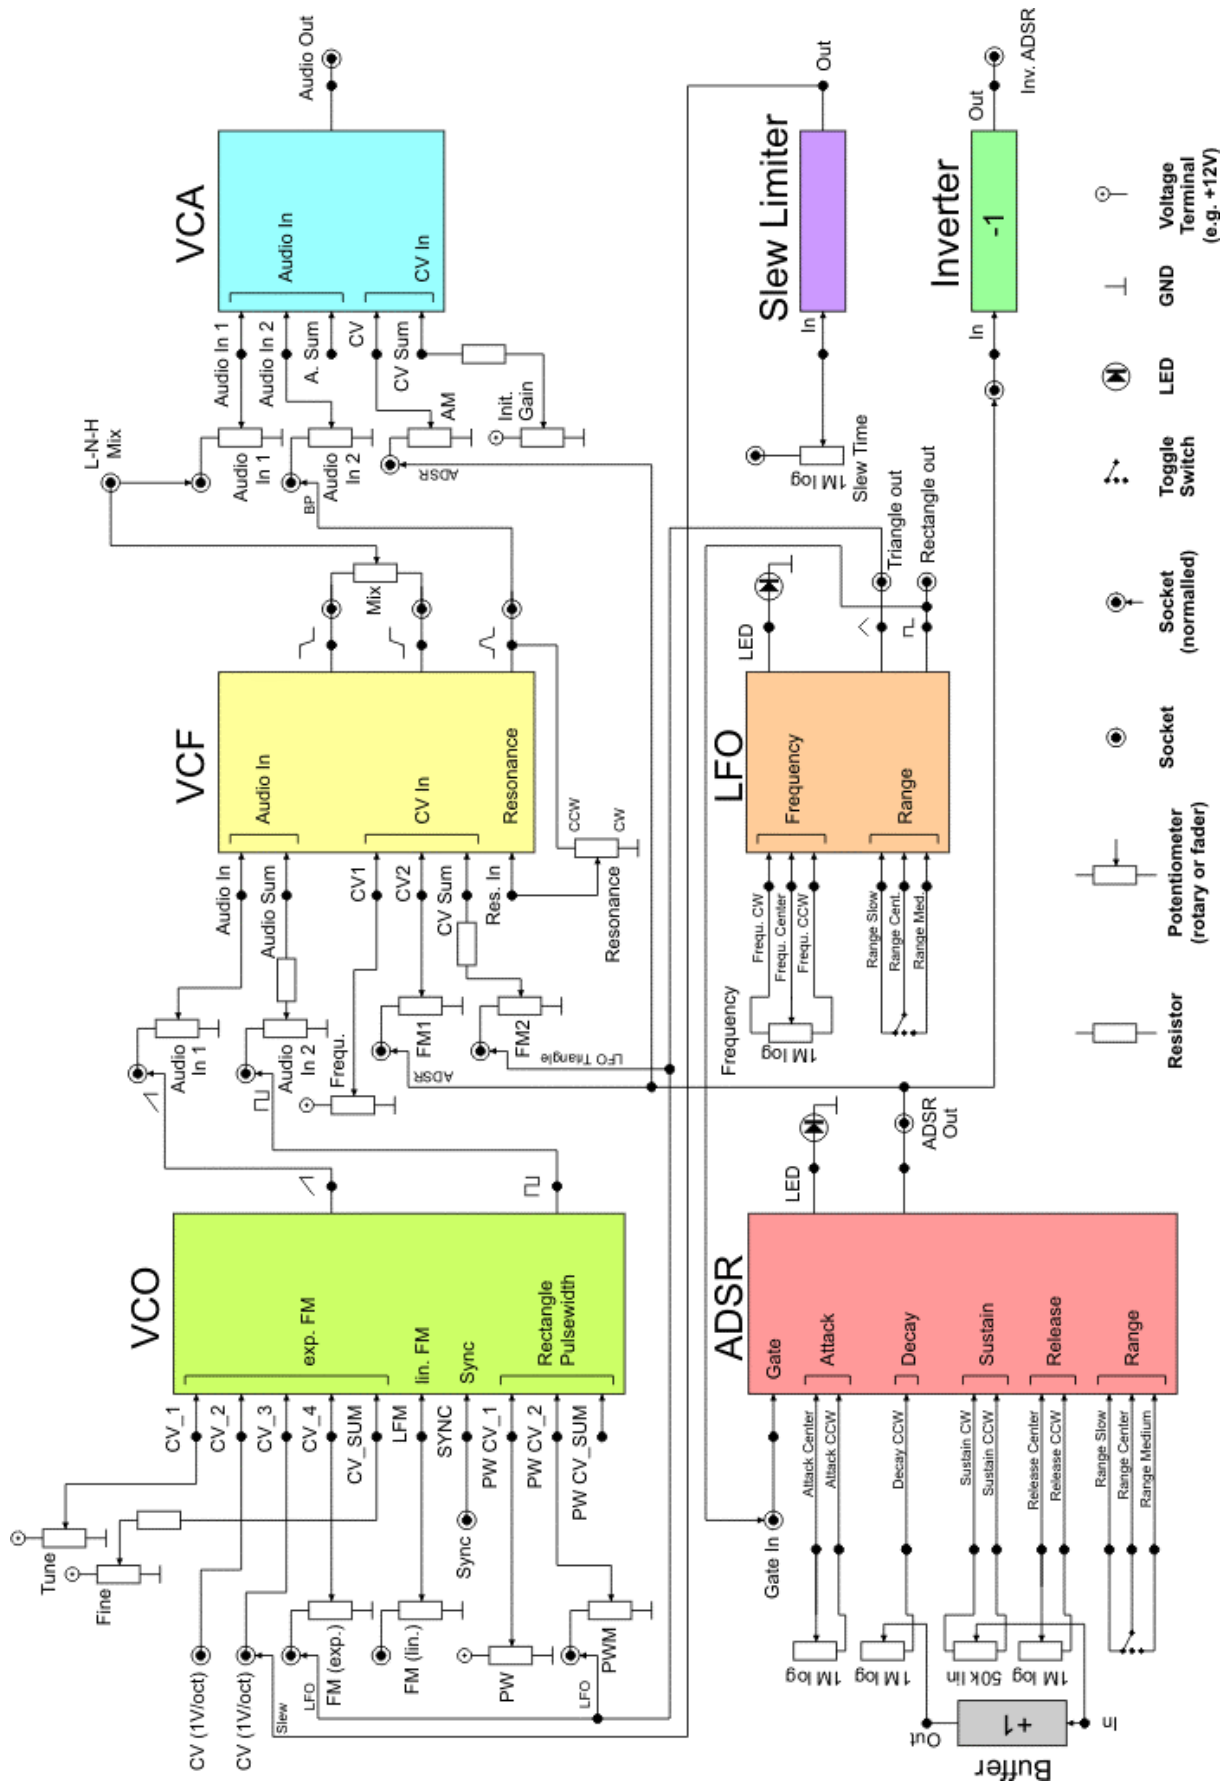 VCO
exp. FM
lin. FM
Sync
Rectangle
Pulsewidth
CV_1
CV_2
CV_3
CV_4
CV_SUM
LFM
SYNC
PW CV_1
PW CV_2
PW CV_SUM
Tune
Fine
CV (1V/oct)
CV (1V/oct)
Slew
LFO
FM (exp.)
FM (lin.)
Sync
PW
LFO
PWM
VCF
Audio In
CV In
Resonance
Audio In
Audio Sum
CV1
CV2
CV Sum
Res. In
Audio
In 1
Audio
In 2
Frequ.
ADSR
FM1
LFO Triangle
FM2
Resonance
CCW
CW
Mix
L-N-H
Mix
VCA
Audio In
CV In
Audio In 1
Audio In 2
A. Sum
CV
CV Sum
Audio
In 1
BP
Audio
In 2
ADSR
AM
Init.
Gain
Audio Out
ADSR
Gate
Attack
Decay
Sustain
Release
Range
Gate In
Attack Center
Attack CCW
Decay CCW
Sustain CW
Sustain CCW
Release Center
Release CCW
Range Slow
Range Center
Range Medium
1M log
1M log
50k lin
1M log
Out
+1
In
Buffer
LED
ADSR
Out
LFO
Frequency
Range
Frequ. CW
Frequ. Center
Frequ. CCW
Range Slow
Range Cent.
Range Med.
Frequency
1M log
LED
Triangle out
Rectangle out
Slew Limiter
In
Out
1M log
Slew Time
Inverter
-1
In
Out
Inv. ADSR
Resistor
Potentiometer
(rotary or fader)
Socket
Socket
(normalled)
Toggle
Switch
LED
GND
Voltage
Terminal
(e.g. +12V)